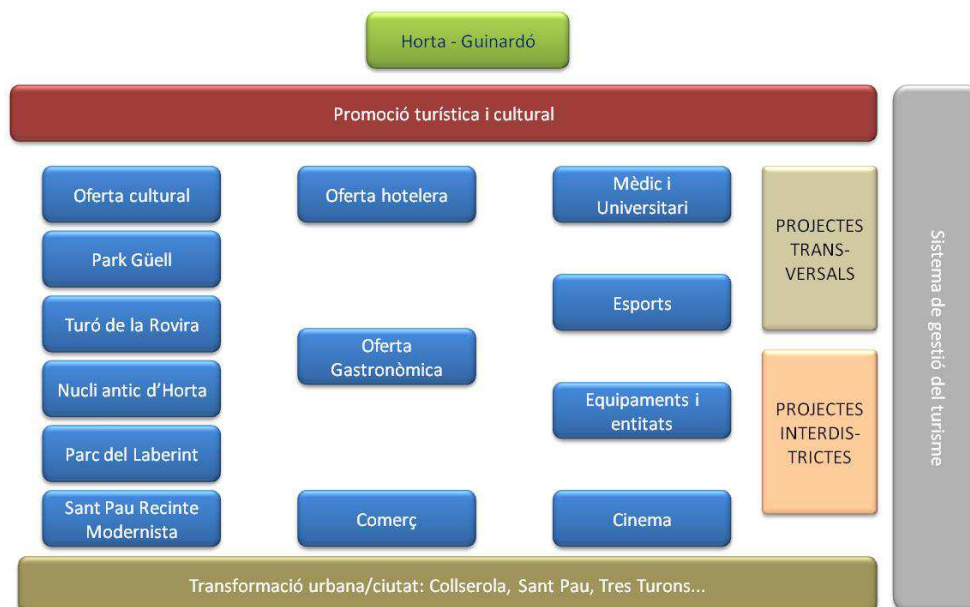 Horta - Guinardó
Promoció turística i cultural
Oferta cultural
Park Güell
Turó de la Rovira
Nucli antic d'Horta
Parc del Laberint
Sant Pau Recinte
Modernista
Oferta hotelera
Oferta
Gastronòmica
Comerç
Mèdic i
Universitari
Esports
Equipaments i
entitats
Cinema
PROJECTES
TRANS-
VERSALS
PROJECTES
INTERDIS-
TRICTES
Sistema de gestió del turisme
Transformació urbana/ciutat: Collserola, Sant Pau, Tres Turons...